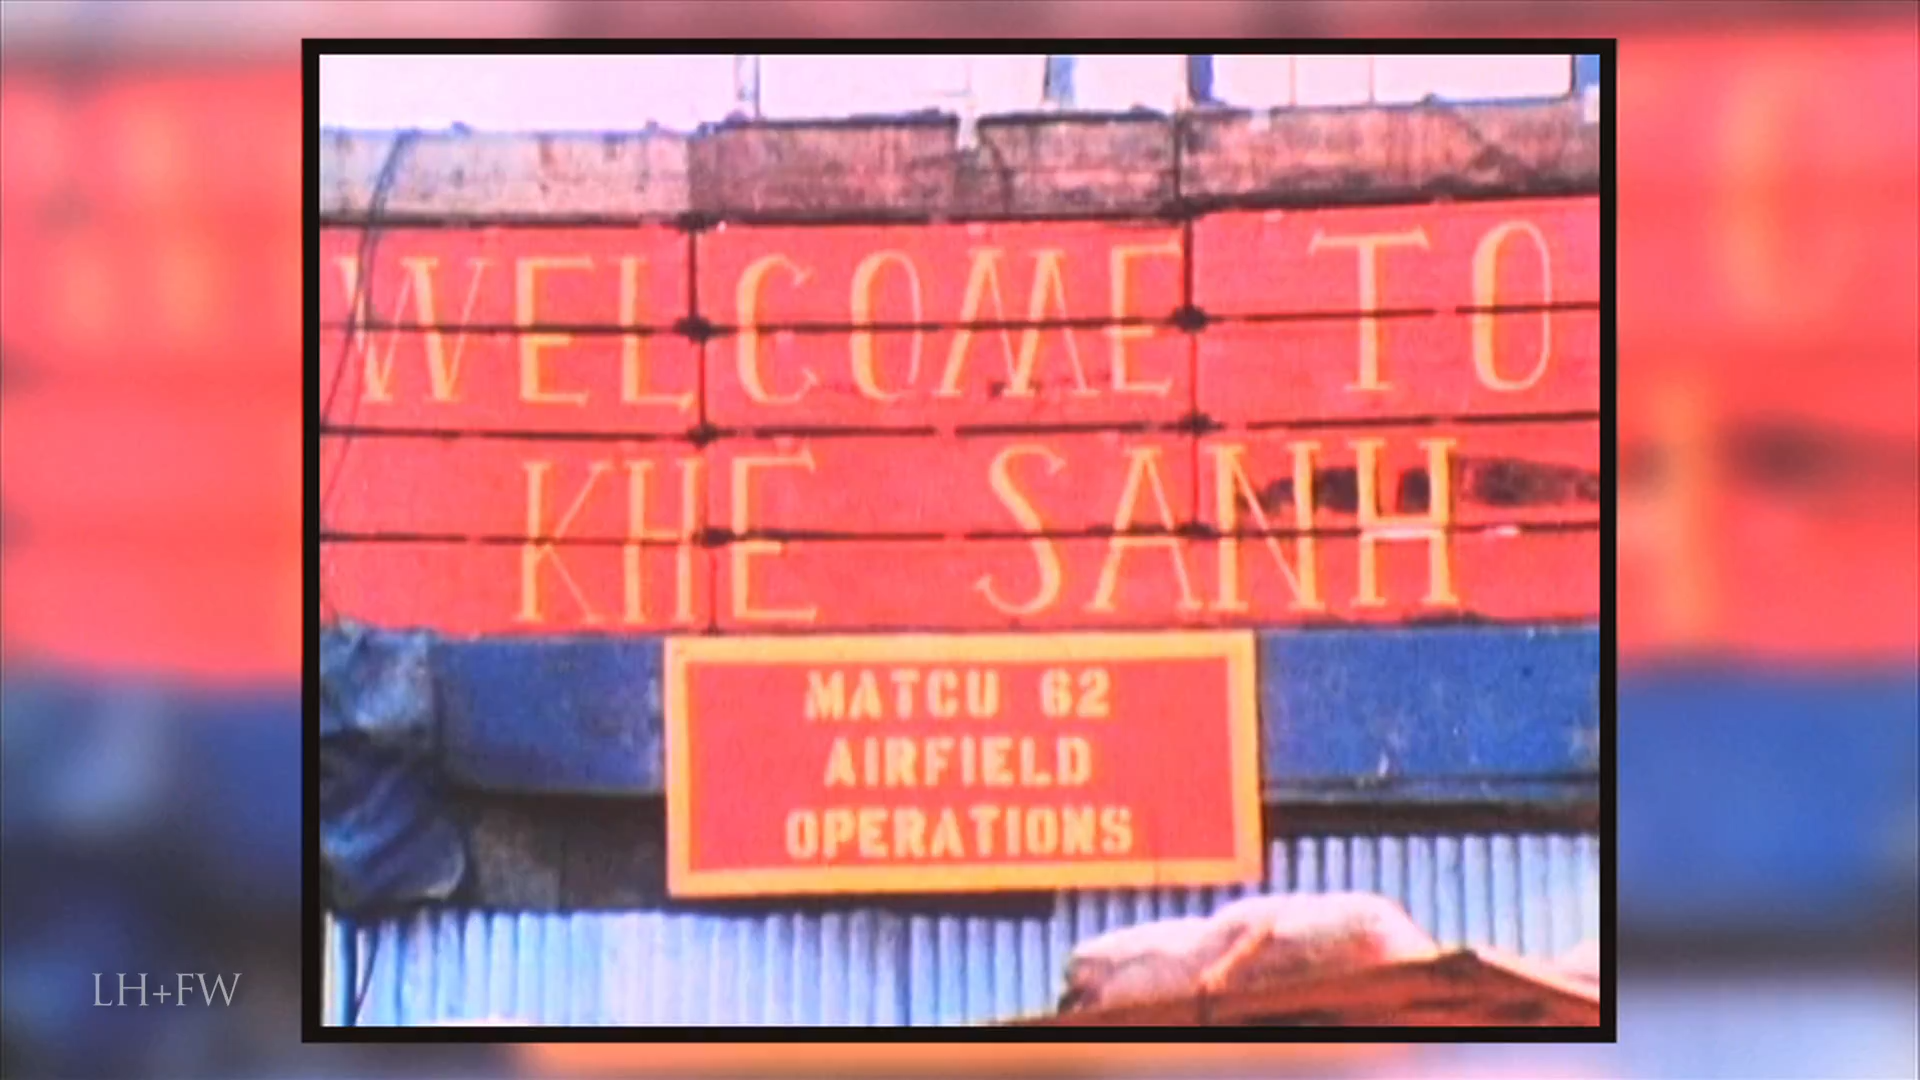 WELCOME TO
KHE SANH
MATCU 62
AIRFIELD
OPERATIONS
LH+FW